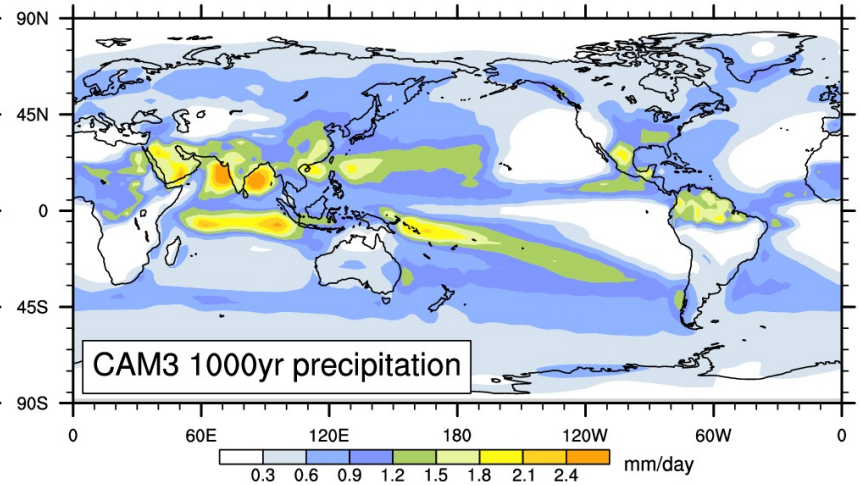 90N
45N
0
45S
90S
CAM3 1000yr precipitation
0 60E 120E 180 120W 60W 0
0.3 0.6 0.9 1.2 1.5 1.8 2.1 2.4 mm/day